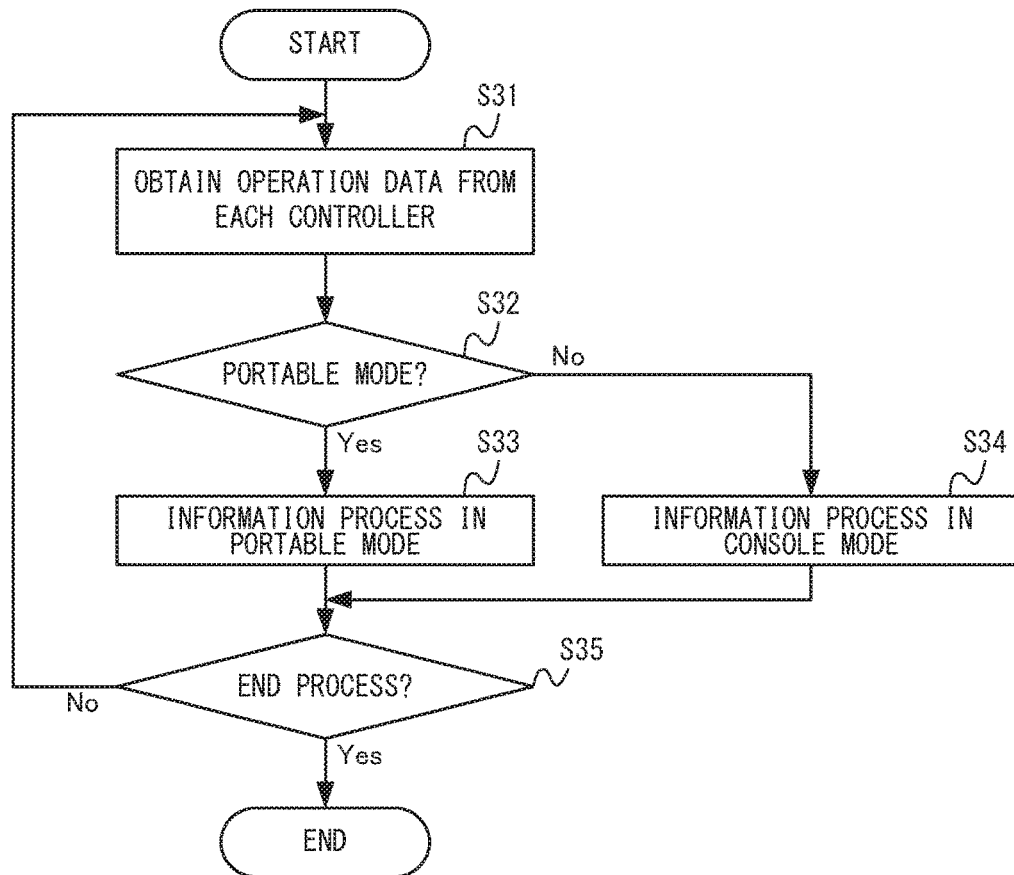 START
S31
OBTAIN OPERATION DATA FROM
EACH CONTROLLER
S32
PORTABLE MODE?
No
Yes
S33
INFORMATION PROCESS IN
PORTABLE MODE
S34
INFORMATION PROCESS IN
CONSOLE MODE
S35
END PROCESS?
No
Yes
END